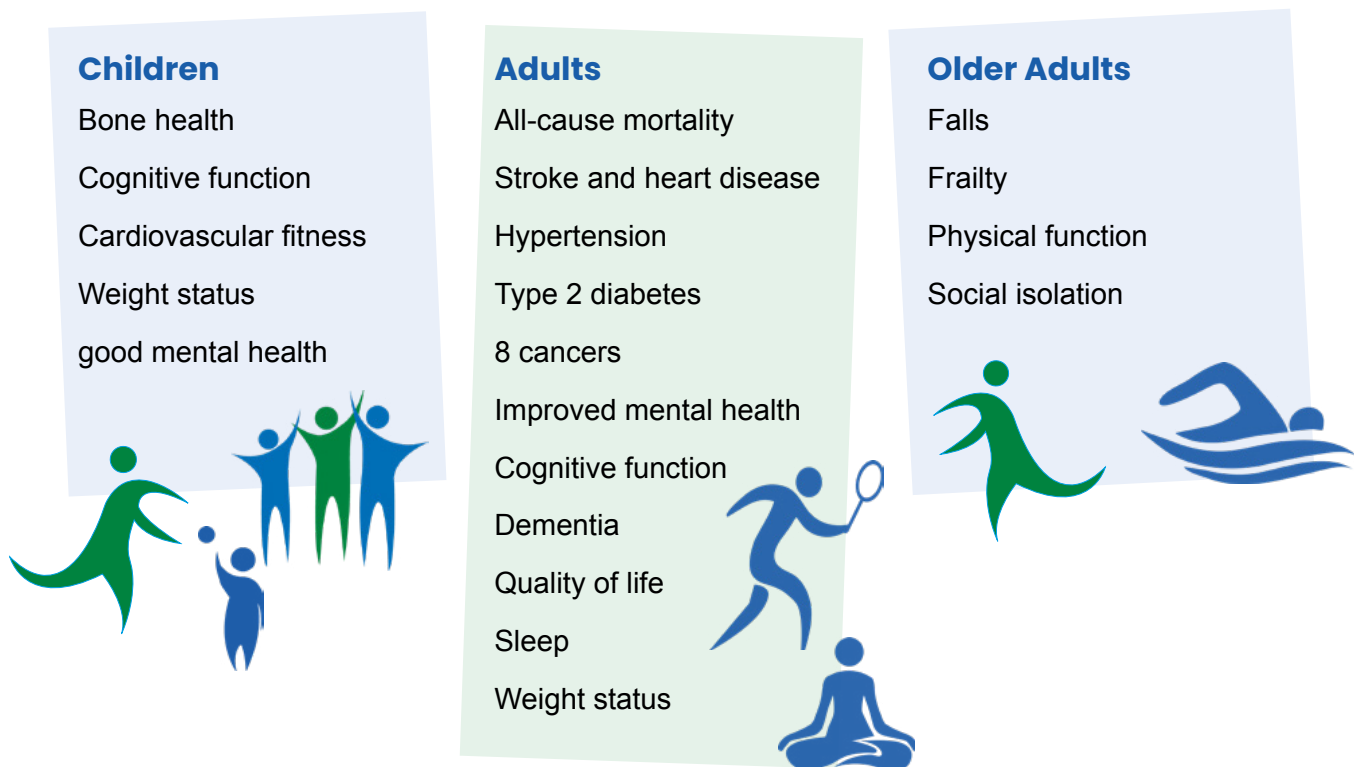 Children
Bone health
Cognitive function
Cardiovascular fitness
Weight status
good mental health
Adults
All-cause mortality
Stroke and heart disease
Hypertension
Type 2 diabetes
8 cancers
Improved mental health
Cognitive function
Dementia
Quality of life
Sleep
Weight status
Older Adults
Falls
Frailty
Physical function
Social isolation